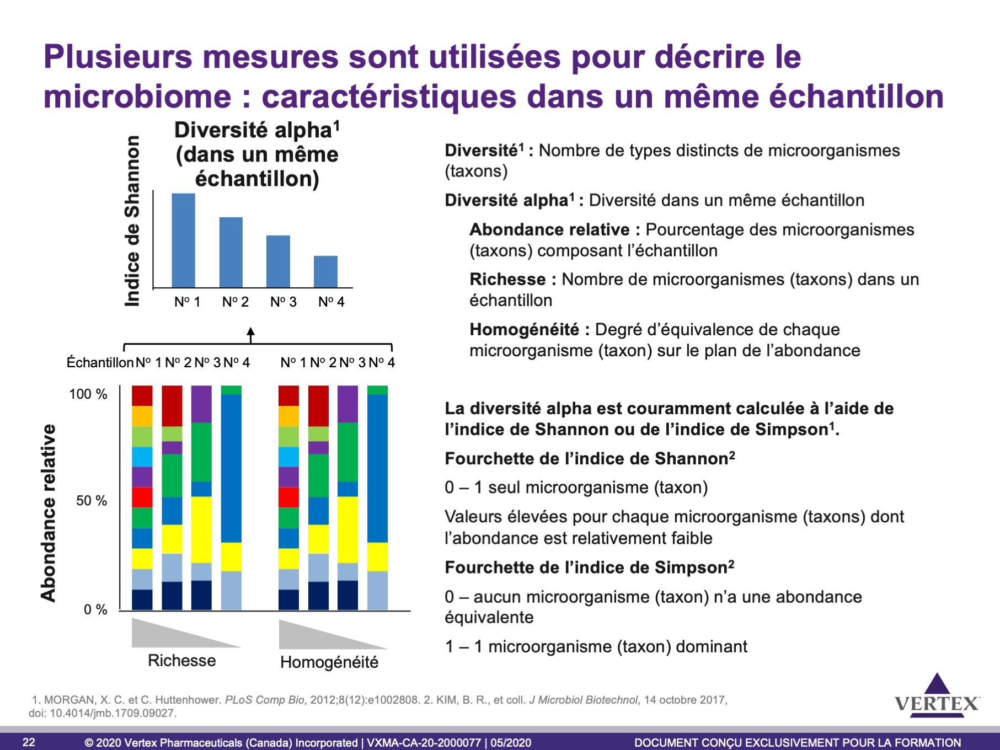 Plusieurs mesures sont utilisées pour décrire le
microbiome : caractéristiques dans un même échantillon
Diversité alpha¹
(dans un même
échantillon)
Indice de Shannon
Nº 1 Nº 2 Nº 3 Nº 4
Échantillon Nº 1 Nº 2 Nº 3 Nº 4 Nº 1 Nº 2 Nº 3 Nº 4
Abondance relative
100 %
50 %
0 %
Richesse
Homogénéité
Diversité¹ : Nombre de types distincts de microorganismes
(taxons)
Diversité alpha¹ : Diversité dans un même échantillon
Abondance relative : Pourcentage des microorganismes
(taxons) composant l’échantillon
Richesse : Nombre de microorganismes (taxons) dans un
échantillon
Homogénéité : Degré d’équivalence de chaque
microorganisme (taxon) sur le plan de l’abondance
La diversité alpha est couramment calculée à l’aide de
l’indice de Shannon ou de l’indice de Simpson¹.
Fourchette de l’indice de Shannon²
0 – 1 seul microorganisme (taxon)
Valeurs élevées pour chaque microorganisme (taxons) dont
l’abondance est relativement faible
Fourchette de l’indice de Simpson²
0 – aucun microorganisme (taxon) n’a une abondance
équivalente
1 – 1 microorganisme (taxon) dominant
1. MORGAN, X. C. et C. Huttenhower. PLoS Comp Bio, 2012;8(12):e1002808. 2. KIM, B. R., et coll. J Microbiol Biotechnol, 14 octobre 2017,
doi: 10.4014/jmb.1709.09027.
VERTEX
22 © 2020 Vertex Pharmaceuticals (Canada) Incorporated | VXMA-CA-20-2000077 | 05/2020 DOCUMENT CONÇU EXCLUSIVEMENT POUR LA FORMATION